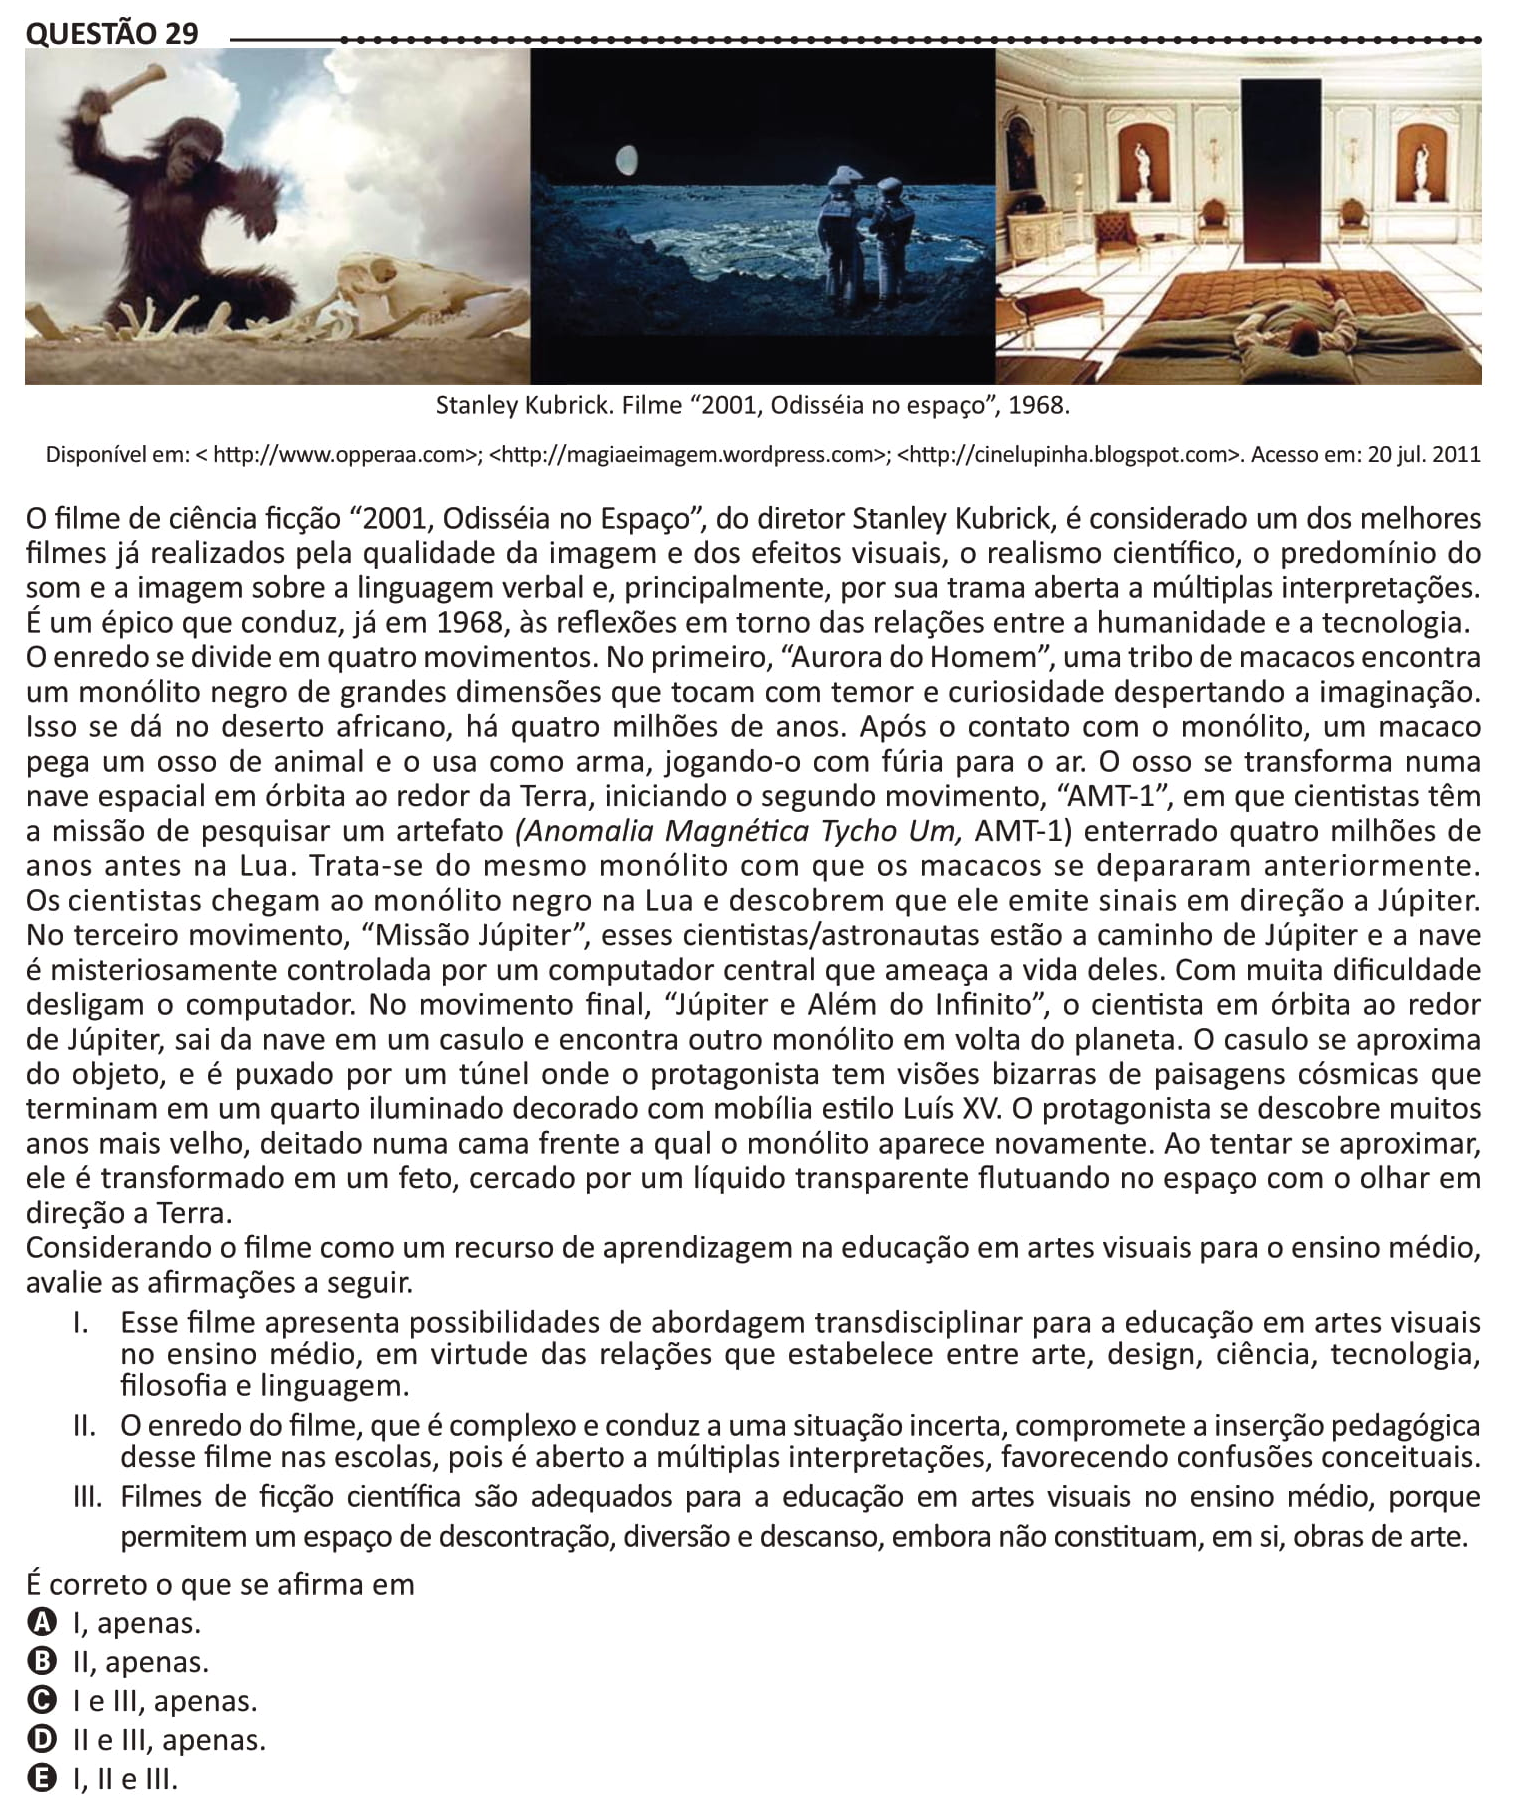 QUESTÃO 29
Stanley Kubrick. Filme “2001, Odisséia no espaço”, 1968.
Disponível em: < http://www.opperaa.com>; <http://magiaeimagem.wordpress.com>; <http://cinelupinha.blogspot.com>. Acesso em: 20 jul. 2011
O filme de ciência ficção “2001, Odisséia no Espaço”, do diretor Stanley Kubrick, é considerado um dos melhores
filmes já realizados pela qualidade da imagem e dos efeitos visuais, o realismo científico, o predomínio do
som e a imagem sobre a linguagem verbal e, principalmente, por sua trama aberta a múltiplas interpretações.
É um épico que conduz, já em 1968, às reflexões em torno das relações entre a humanidade e a tecnologia.
O enredo se divide em quatro movimentos. No primeiro, “Aurora do Homem”, uma tribo de macacos encontra
um monólito negro de grandes dimensões que tocam com temor e curiosidade despertando a imaginação.
Isso se dá no deserto africano, há quatro milhões de anos. Após o contato com o monólito, um macaco
pega um osso de animal e o usa como arma, jogando-o com fúria para o ar. O osso se transforma numa
nave espacial em órbita ao redor da Terra, iniciando o segundo movimento, “AMT-1”, em que cientistas têm
a missão de pesquisar um artefato (Anomalia Magnética Tycho Um, AMT-1) enterrado quatro milhões de
anos antes na Lua. Trata-se do mesmo monólito com que os macacos se depararam anteriormente.
Os cientistas chegam ao monólito negro na Lua e descobrem que ele emite sinais em direção a Júpiter.
No terceiro movimento, “Missão Júpiter”, esses cientistas/astronautas estão a caminho de Júpiter e a nave
é misteriosamente controlada por um computador central que ameaça a vida deles. Com muita dificuldade
desligam o computador. No movimento final, “Júpiter e Além do Infinito”, o cientista em órbita ao redor
de Júpiter, sai da nave em um casulo e encontra outro monólito em volta do planeta. O casulo se aproxima
do objeto, e é puxado por um túnel onde o protagonista tem visões bizarras de paisagens cósmicas que
terminam em um quarto iluminado decorado com mobília estilo Luís XV. O protagonista se descobre muitos
anos mais velho, deitado numa cama frente a qual o monólito aparece novamente. Ao tentar se aproximar,
ele é transformado em um feto, cercado por um líquido transparente flutuando no espaço com o olhar em
direção a Terra.
Considerando o filme como um recurso de aprendizagem na educação em artes visuais para o ensino médio,
avalie as afirmações a seguir.
I. Esse filme apresenta possibilidades de abordagem transdisciplinar para a educação em artes visuais
no ensino médio, em virtude das relações que estabelece entre arte, design, ciência, tecnologia,
filosofia e linguagem.
II. O enredo do filme, que é complexo e conduz a uma situação incerta, compromete a inserção pedagógica
desse filme nas escolas, pois é aberto a múltiplas interpretações, favorecendo confusões conceituais.
III. Filmes de ficção científica são adequados para a educação em artes visuais no ensino médio, porque
permitem um espaço de descontração, diversão e descanso, embora não constituam, em si, obras de arte.
É correto o que se afirma em
A I, apenas.
B II, apenas.
C I e III, apenas.
D II e III, apenas.
E I, II e III.